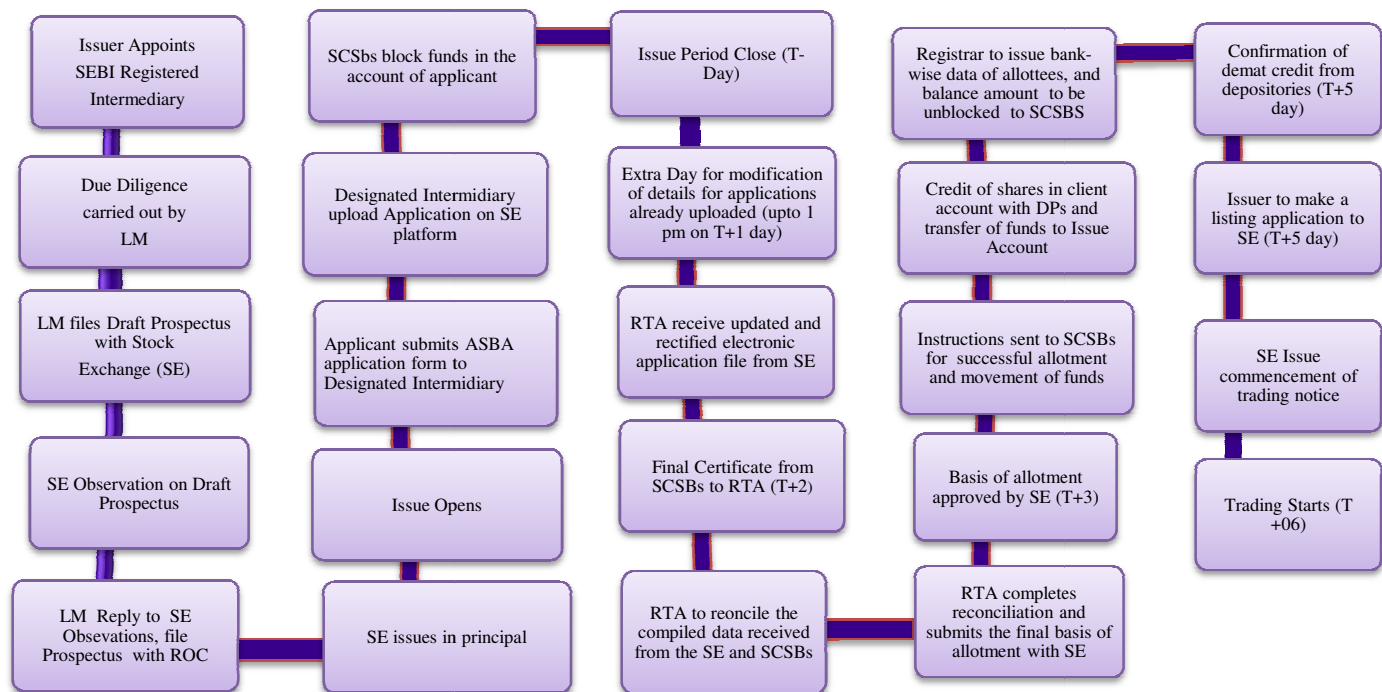 Issuer Appoints
SEBI Registered
Intermediary
Due Diligence
carried out by
LM
LM files Draft Prospectus
with Stock
Exchange (SE)
SE Observation on Draft
Prospectus
LM Reply to SE
Obsevations, file
Prospectus with ROC
SE issues in principal
Issue Opens
Applicant submits ASBA
application form to
Designated Intermidiary
Designated Intermidiary
upload Application on SE
platform
SCSbs block funds in the
account of applicant
Issue Period Close (T-
Day)
Extra Day for modification
of details for applications
already uploaded (upto 1
pm on T+1 day)
RTA receive updated and
rectified electronic
application file from SE
Final Certificate from
SCSBs to RTA (T+2)
RTA to reconcile the
compiled data received
from the SE and SCSBs
RTA completes
reconciliation and
submits the final basis of
allotment with SE
Basis of allotment
approved by SE (T+3)
Instructions sent to SCSBs
for successful allotment
and movement of funds
Credit of shares in client
account with DPs and
transfer of funds to Issue
Account
Registrar to issue bank-
wise data of allottees, and
balance amount to be
unblocked to SCSBS
Confirmation of
demat credit from
depositories (T+5
day)
Issuer to make a
listing application to
SE (T+5 day)
SE Issue
commencement of
trading notice
Trading Starts (T
+06)